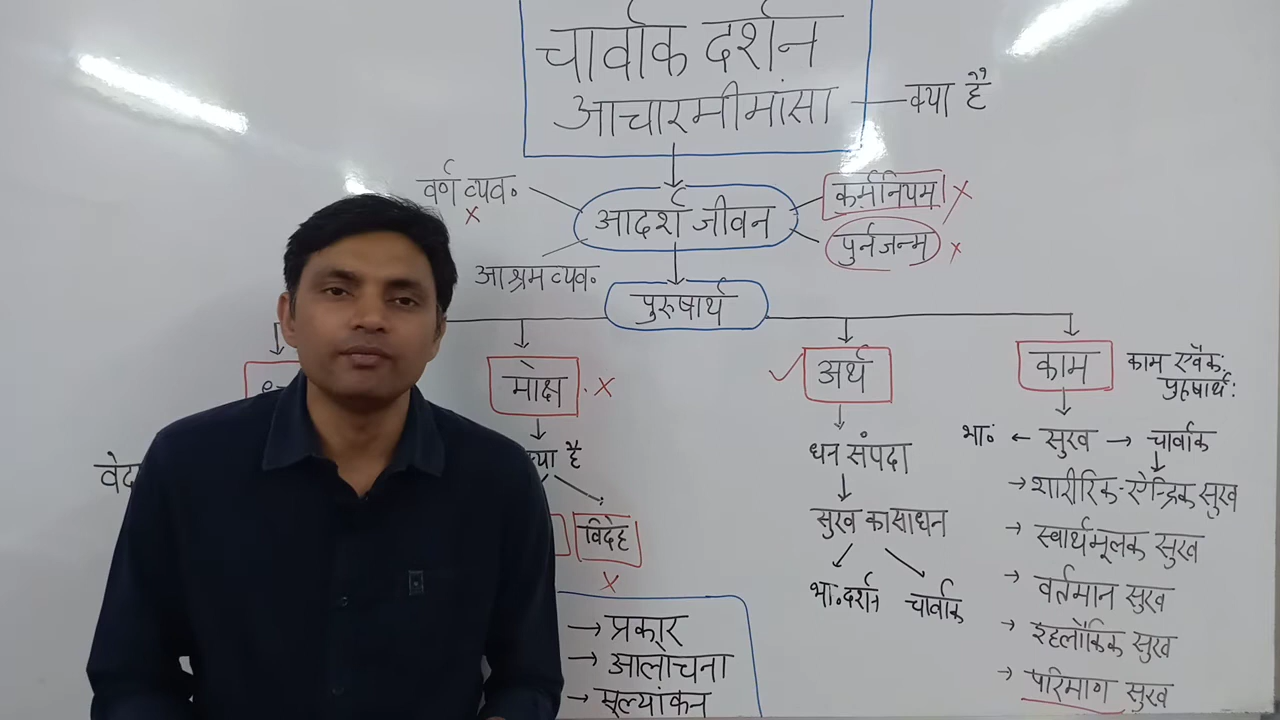 चार्वाक दर्शन
आचारमीमांसा
क्या है
वर्ण व्यव॰
आदर्श जीवन
कर्मनियम
पुर्नजन्म
आश्रम व्यव॰
पुरुषार्थ
मोक्ष
अर्थ
काम
काम एवैकः
पुरुषार्थः
क्या है
विदेह
वेद
धन संपदा
सुख का साधन
भा॰ दर्शन
चार्वाक
भा॰ ← सुख → चार्वाक
→ शारीरिक-ऐन्द्रिक सुख
→ स्वार्थमूलक सुख
→ वर्तमान सुख
→ इहलौकिक सुख
→ परिमाण सुख
→ प्रकार
→ आलोचना
→ मूल्यांकन